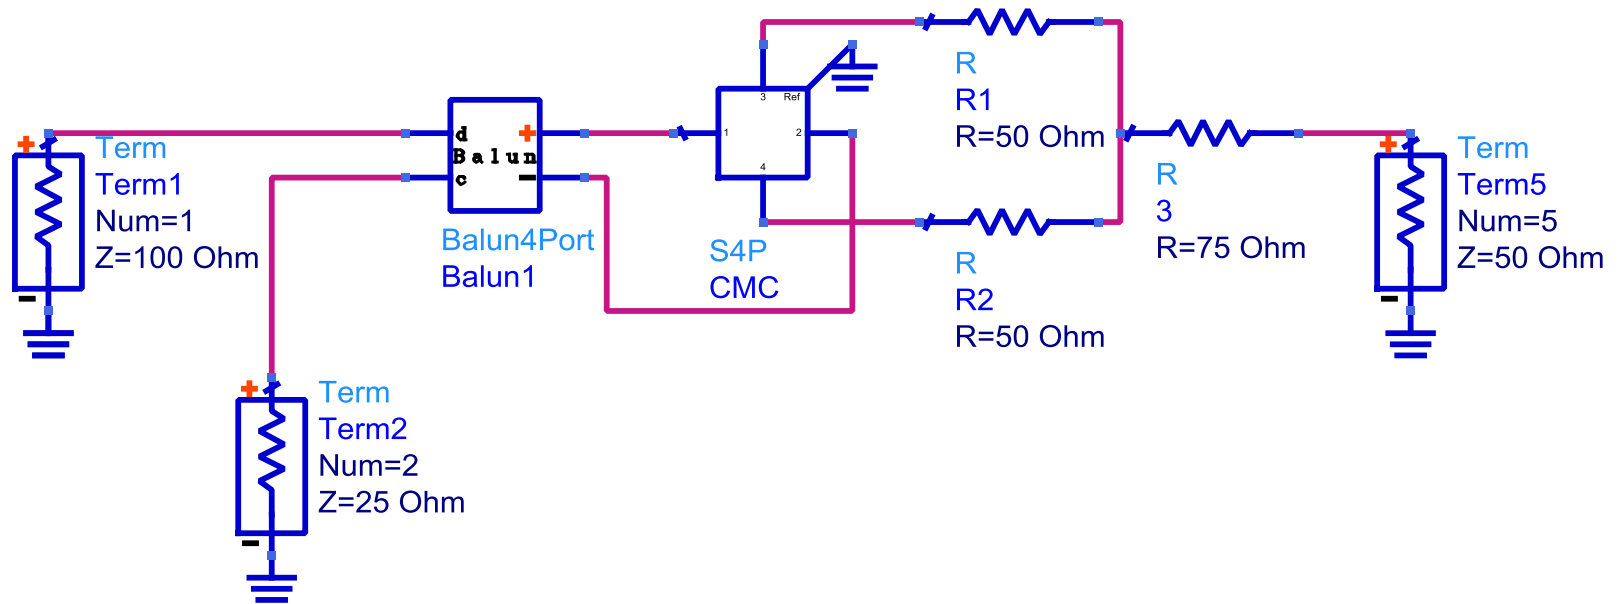 R
R1
R=50 Ohm
3
Ref
1
2
4
d
+
Balun
c
-
+
Term
Term1
Num=1
Z=100 Ohm
-
Balun4Port
Balun1
S4P
CMC
R
R2
R=50 Ohm
R
3
R=75 Ohm
+
Term
Term5
Num=5
Z=50 Ohm
-
+
Term
Term2
Num=2
Z=25 Ohm
-